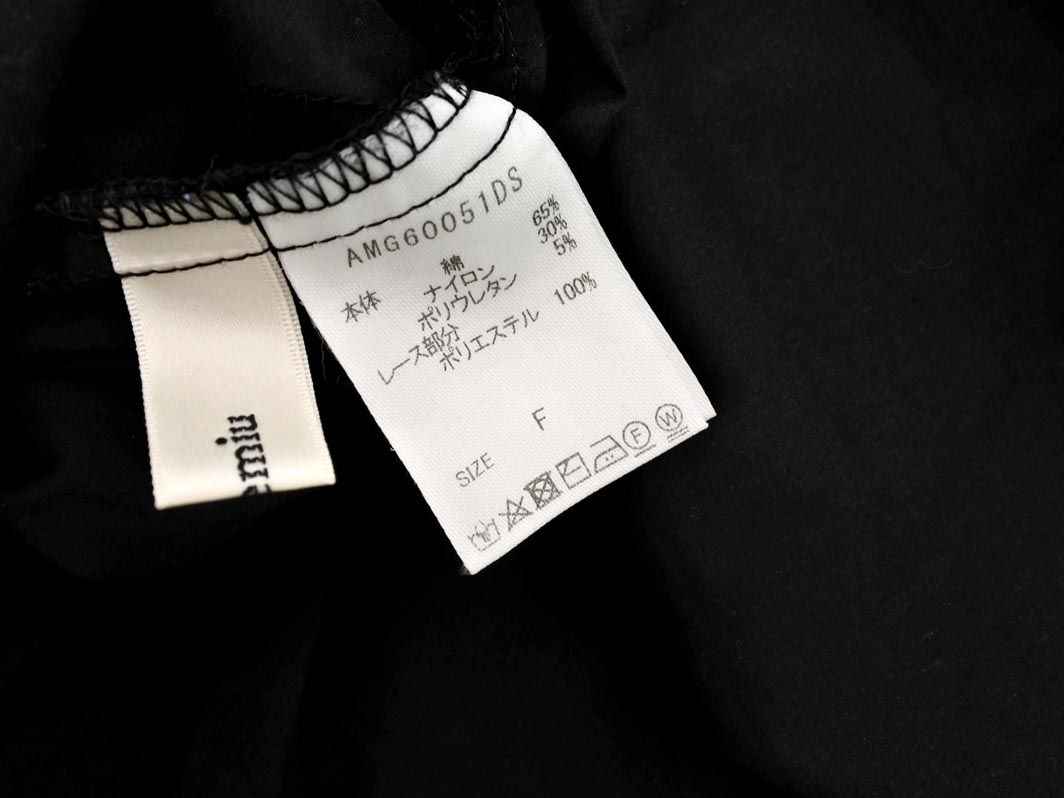 AMG60051DS
本体 綿 65%
ナイロン 30%
ポリウレタン 5%
レース部分
ポリエステル 100%
SIZE F
F W
emiu